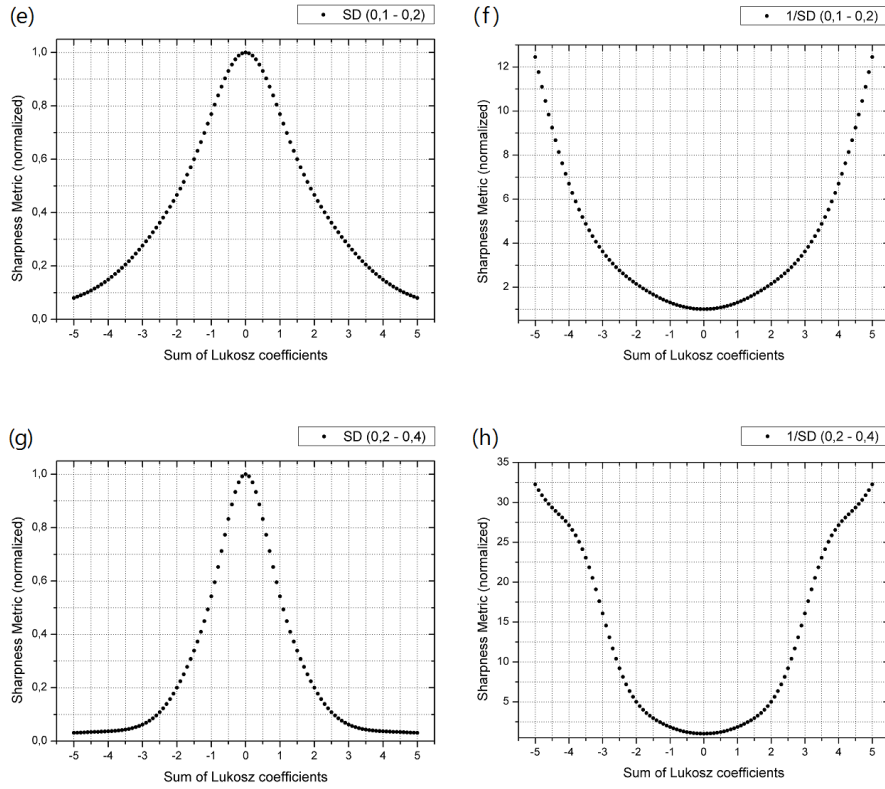 (e)
SD (0,1 - 0,2)
1,0
0,8
0,6
0,4
0,2
0,0
Sharpness Metric (normalized)
-5 -4 -3 -2 -1 0 1 2 3 4 5
Sum of Lukosz coefficients
(f)
1/SD (0,1 - 0,2)
12
10
8
6
4
2
Sharpness Metric (normalized)
-5 -4 -3 -2 -1 0 1 2 3 4 5
Sum of Lukosz coefficients
(g)
SD (0,2 - 0,4)
1,0
0,8
0,6
0,4
0,2
0,0
Sharpness Metric (normalized)
-5 -4 -3 -2 -1 0 1 2 3 4 5
Sum of Lukosz coefficients
(h)
1/SD (0,2 - 0,4)
35
30
25
20
15
10
5
Sharpness Metric (normalized)
-5 -4 -3 -2 -1 0 1 2 3 4 5
Sum of Lukosz coefficients